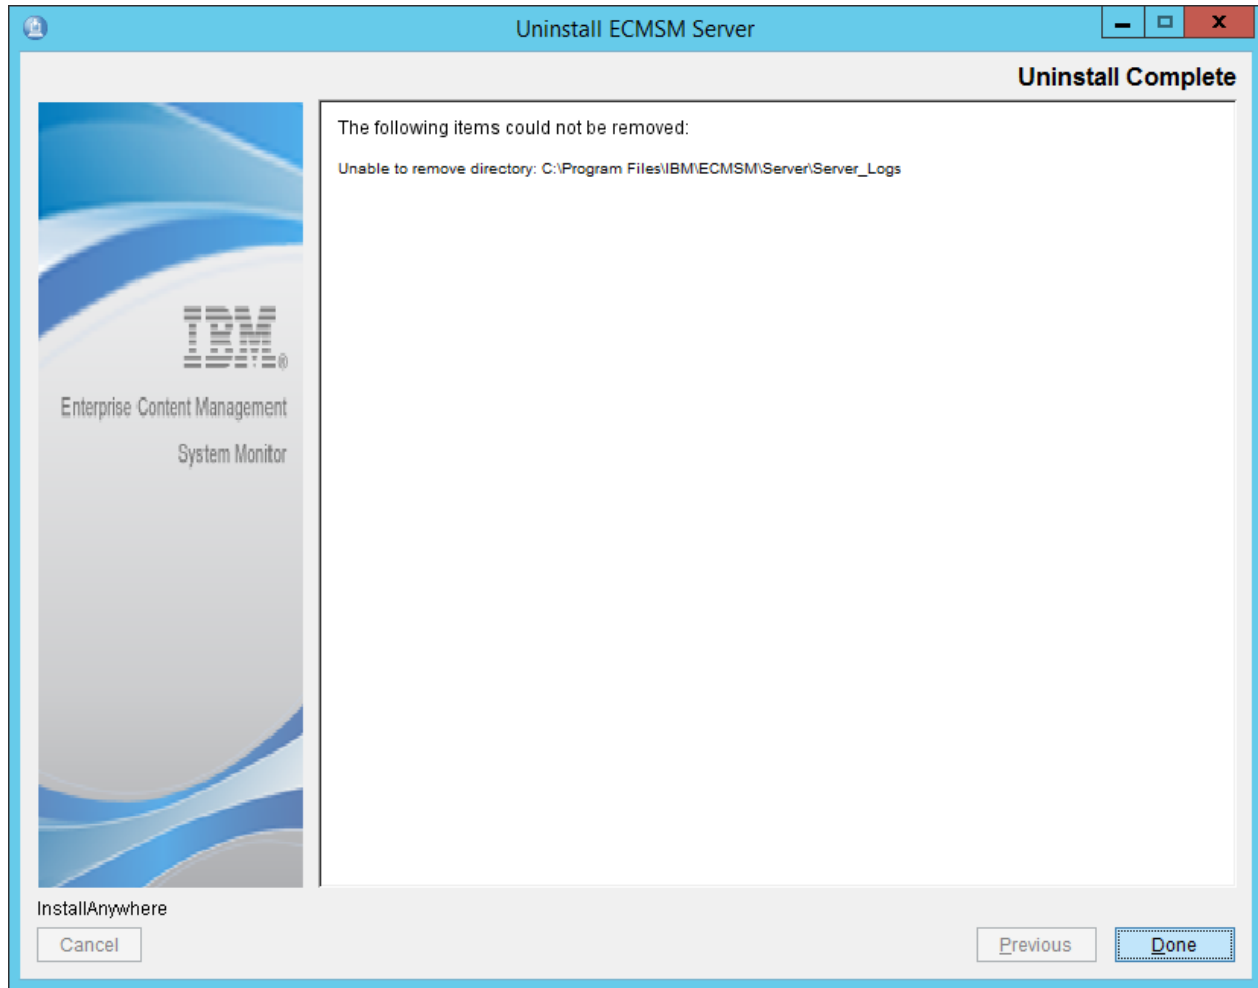 Uninstall ECMSM Server
Uninstall Complete
The following items could not be removed:
Unable to remove directory: C:\Program Files\IBM\ECMSM\Server\Server_Logs
IBM®
Enterprise Content Management
System Monitor
InstallAnywhere
Cancel
Previous
Done